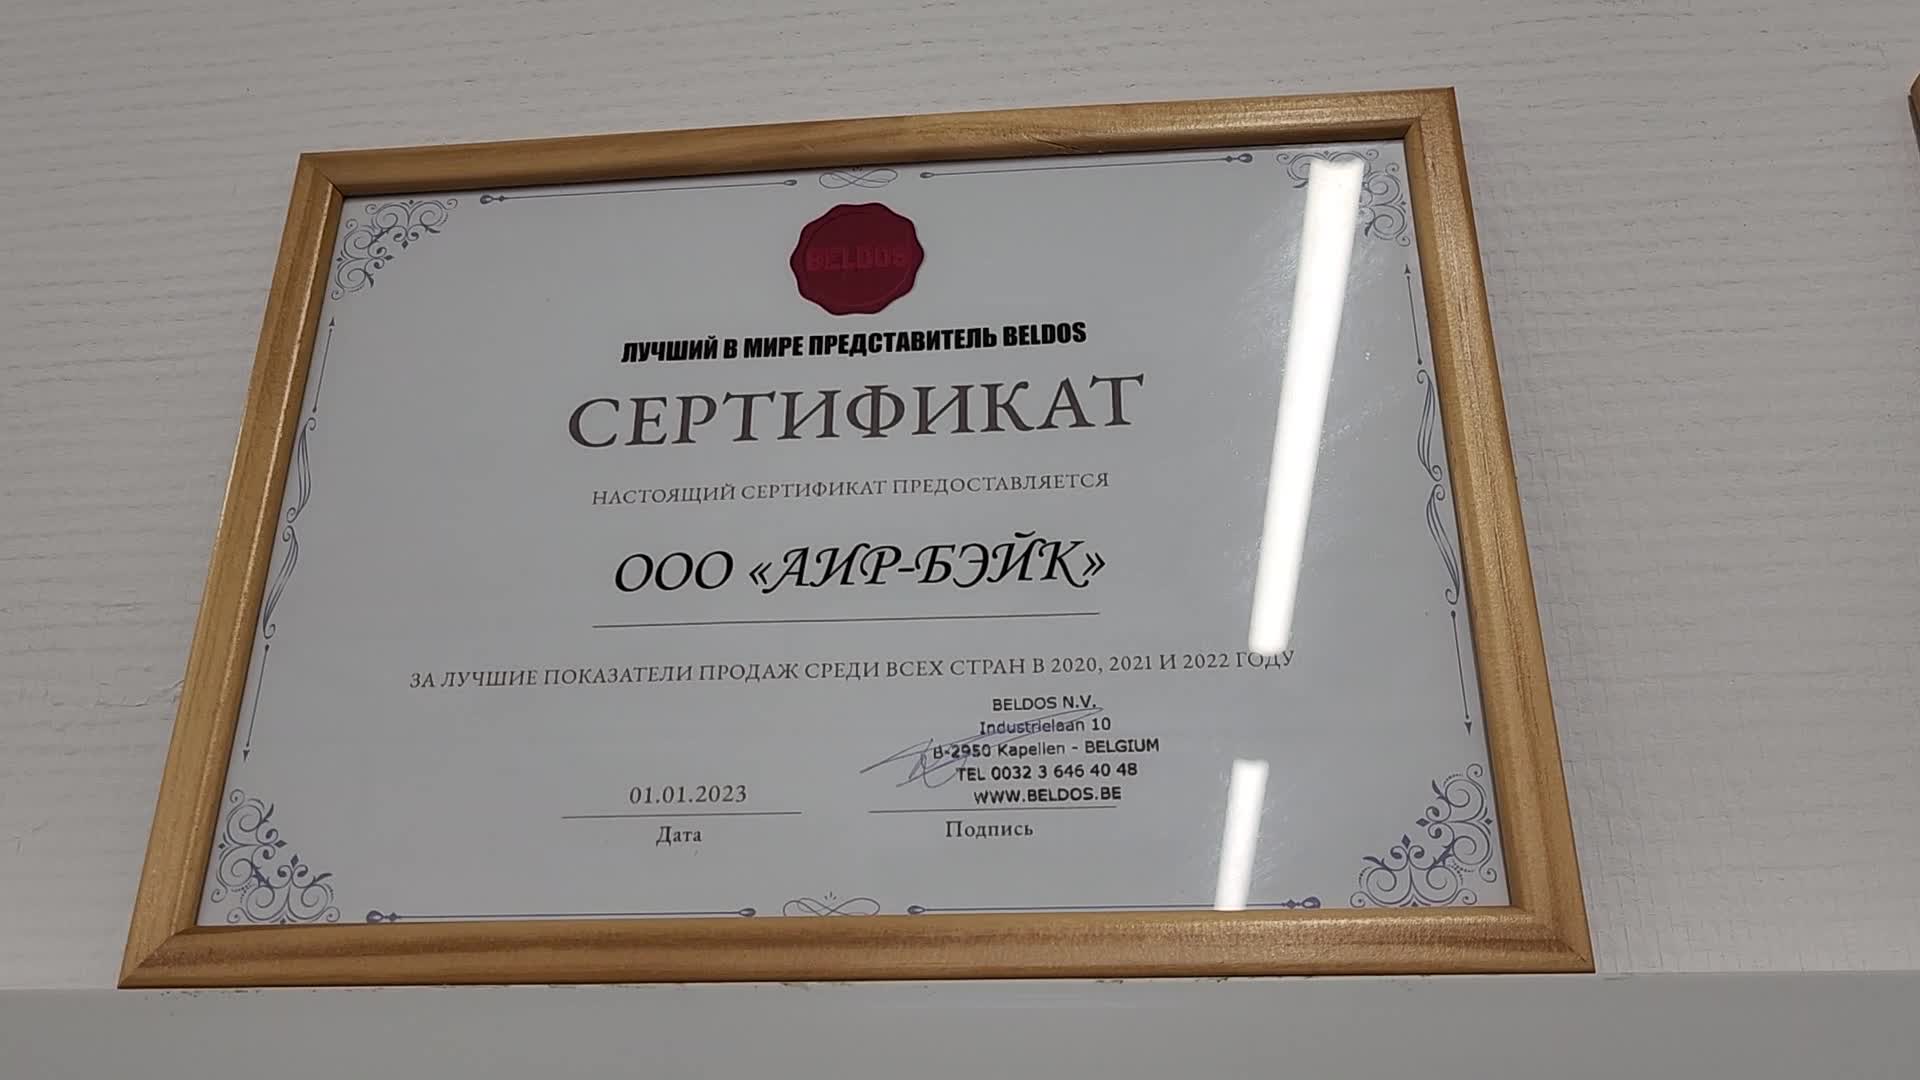 BELDOS
ЛУЧШИЙ В МИРЕ ПРЕДСТАВИТЕЛЬ BELDOS
СЕРТИФИКАТ
НАСТОЯЩИЙ СЕРТИФИКАТ ПРЕДОСТАВЛЯЕТСЯ
ООО «АИР-БЭЙК»
ЗА ЛУЧШИЕ ПОКАЗАТЕЛИ ПРОДАЖ СРЕДИ ВСЕХ СТРАН В 2020, 2021 И 2022 ГОДУ
BELDOS N.V.
Industrielaan 10
B-2950 Kapellen - BELGIUM
TEL 0032 3 646 40 48
WWW.BELDOS.BE
01.01.2023
Дата
Подпись